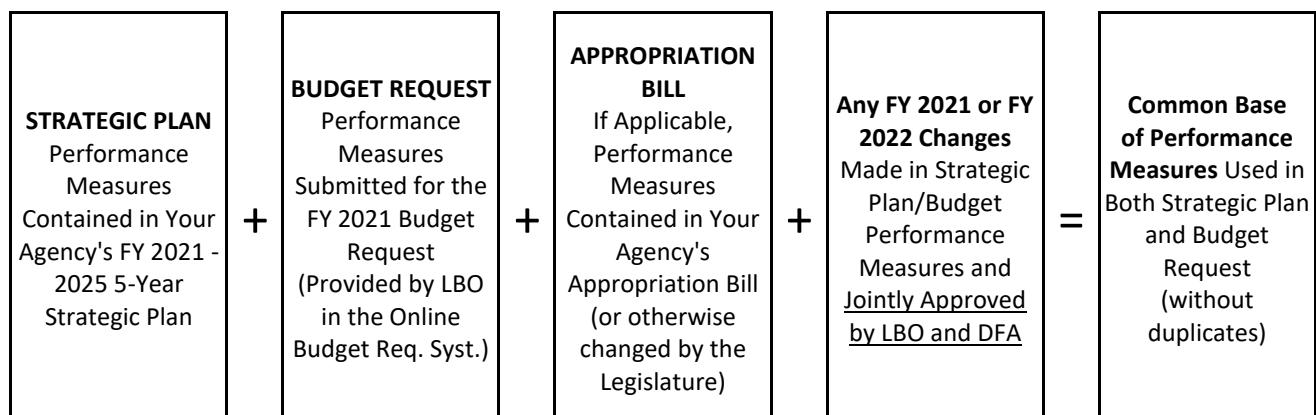 STRATEGIC PLAN
Performance
Measures
Contained in Your
Agency's FY 2021 -
2025 5-Year
Strategic Plan
+
BUDGET REQUEST
Performance
Measures
Submitted for the
FY 2021 Budget
Request
(Provided by LBO
in the Online
Budget Req. Syst.)
+
APPROPRIATION
BILL
If Applicable,
Performance
Measures
Contained in Your
Agency's
Appropriation Bill
(or otherwise
changed by the
Legislature)
+
Any FY 2021 or FY
2022 Changes
Made in Strategic
Plan/Budget
Performance
Measures and
Jointly Approved
by LBO and DFA
=
Common Base
of Performance
Measures Used in
Both Strategic Plan
and Budget
Request
(without
duplicates)